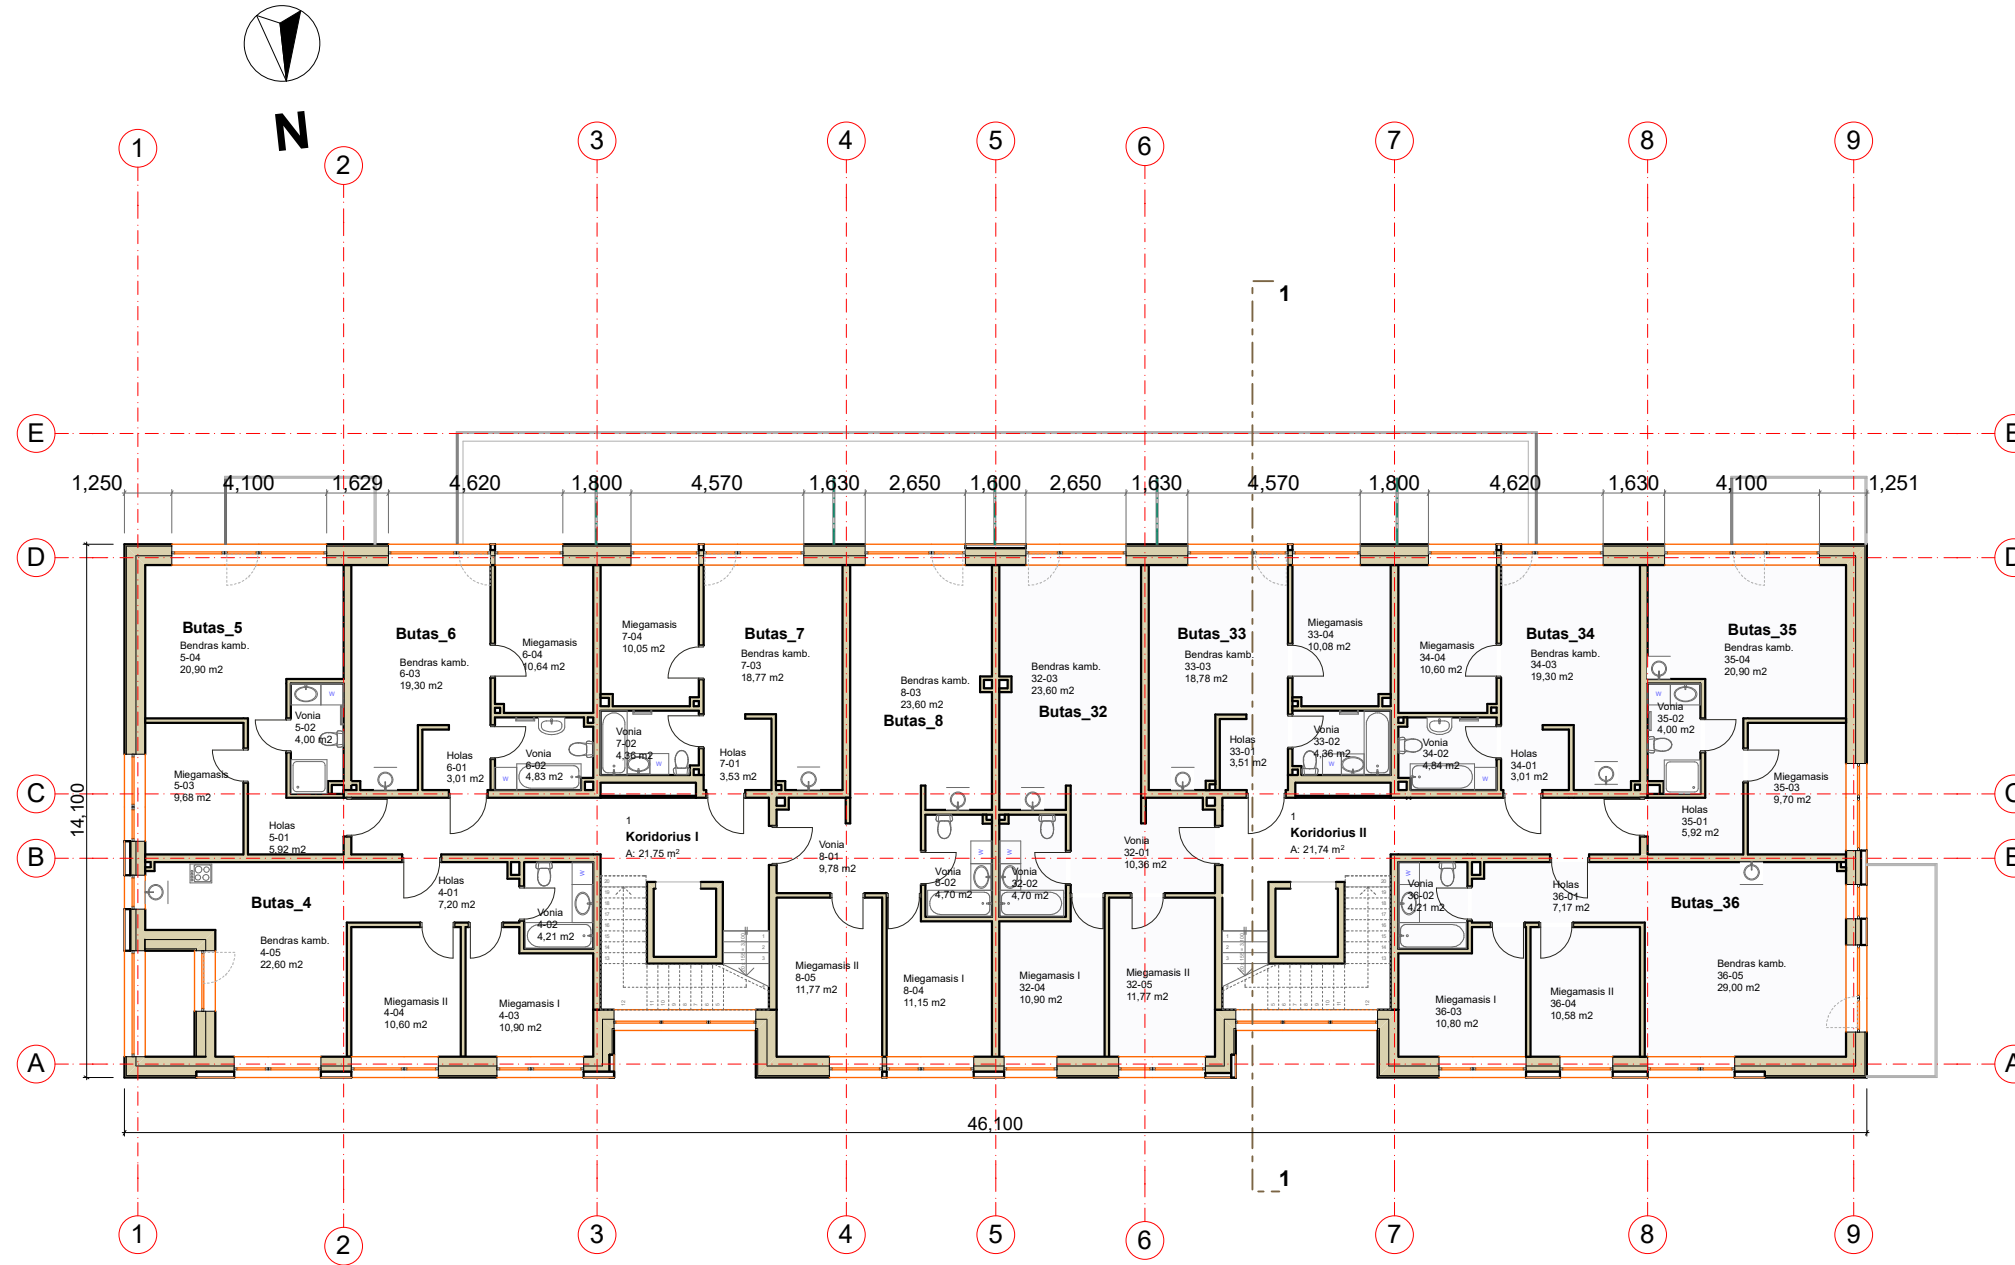 N
1
2
3
4
5
6
7
8
9
1
E
E
1,250
4,100
1,629
4,620
1,800
4,570
1,630
2,650
1,600
2,650
1,630
4,570
1,800
4,620
1,630
4,100
1,251
D
D
Butas_5
Bendras kamb.
5-04
20,90 m2
Vonia
5-02
4,00 m2
W
Miegamasis
5-03
9,68 m2
Holas
5-01
5,92 m2
Butas_6
Bendras kamb.
6-03
19,30 m2
Miegamasis
6-04
10,64 m2
Holas
6-01
3,01 m2
Vonia
6-02
4,83 m2
W
Miegamasis
7-04
10,05 m2
Butas_7
Bendras kamb.
7-03
18,77 m2
Vonia
7-02
4,36 m2
W
Holas
7-01
3,53 m2
Bendras kamb.
8-03
23,60 m2
Butas_8
Bendras kamb.
32-03
23,60 m2
Butas_32
Butas_33
Bendras kamb.
33-03
18,78 m2
Miegamasis
33-04
10,08 m2
Holas
33-01
3,51 m2
Vonia
33-02
4,36 m2
W
Miegamasis
34-04
10,60 m2
Butas_34
Bendras kamb.
34-03
19,30 m2
Vonia
34-02
4,84 m2
W
Holas
34-01
3,01 m2
Butas_35
Bendras kamb.
35-04
20,90 m2
W
Vonia
35-02
4,00 m2
Miegamasis
35-03
9,70 m2
Holas
35-01
5,92 m2
C
C
14,100
B
B
1
Koridorius I
A: 21,75 m²
Vonia
8-01
9,78 m2
Vonia
8-02
4,70 m2
W
W
Vonia
32-02
4,70 m2
Vonia
32-01
10,36 m2
1
Koridorius II
A: 21,74 m²
Butas_4
Bendras kamb.
4-05
22,60 m2
Holas
4-01
7,20 m2
Vonia
4-02
4,21 m2
W
Miegamasis II
4-04
10,60 m2
Miegamasis I
4-03
10,90 m2
Miegamasis II
8-05
11,77 m2
Miegamasis I
8-04
11,15 m2
Miegamasis I
32-04
10,90 m2
Miegamasis II
32-05
11,77 m2
W
Vonia
36-02
4,21 m2
Holas
36-01
7,17 m2
Butas_36
Bendras kamb.
36-05
29,00 m2
Miegamasis I
36-03
10,80 m2
Miegamasis II
36-04
10,58 m2
A
A
46,100
1
1
2
3
4
5
6
7
8
9